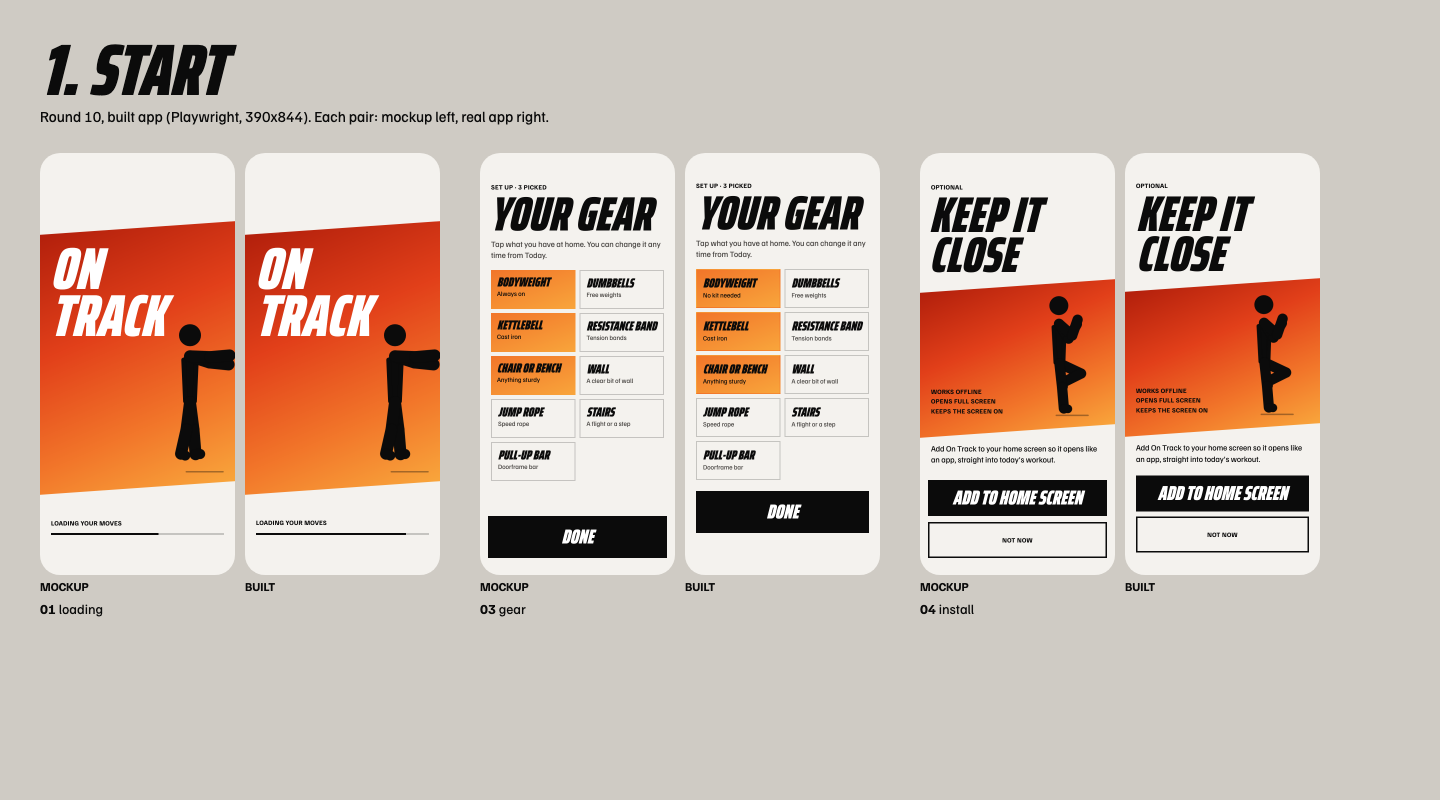 1. START
Round 10, built app (Playwright, 390x844). Each pair: mockup left, real app right.
ON
TRACK
LOADING YOUR MOVES
MOCKUP
01 loading
ON
TRACK
LOADING YOUR MOVES
BUILT
SET UP · 3 PICKED
YOUR GEAR
Tap what you have at home. You can change it any
time from Today.
BODYWEIGHT
Always on
DUMBBELLS
Free weights
KETTLEBELL
Cast iron
RESISTANCE BAND
Tension bands
CHAIR OR BENCH
Anything sturdy
WALL
A clear bit of wall
JUMP ROPE
Speed rope
STAIRS
A flight or a step
PULL-UP BAR
Doorframe bar
DONE
MOCKUP
03 gear
SET UP · 3 PICKED
YOUR GEAR
Tap what you have at home. You can change it any
time from Today.
BODYWEIGHT
No kit needed
DUMBBELLS
Free weights
KETTLEBELL
Cast iron
RESISTANCE BAND
Tension bands
CHAIR OR BENCH
Anything sturdy
WALL
A clear bit of wall
JUMP ROPE
Speed rope
STAIRS
A flight or a step
PULL-UP BAR
Doorframe bar
DONE
BUILT
OPTIONAL
KEEP IT
CLOSE
WORKS OFFLINE
OPENS FULL SCREEN
KEEPS THE SCREEN ON
Add On Track to your home screen so it opens like
an app, straight into today's workout.
ADD TO HOME SCREEN
NOT NOW
MOCKUP
04 install
OPTIONAL
KEEP IT
CLOSE
WORKS OFFLINE
OPENS FULL SCREEN
KEEPS THE SCREEN ON
Add On Track to your home screen so it opens like
an app, straight into today's workout.
ADD TO HOME SCREEN
NOT NOW
BUILT